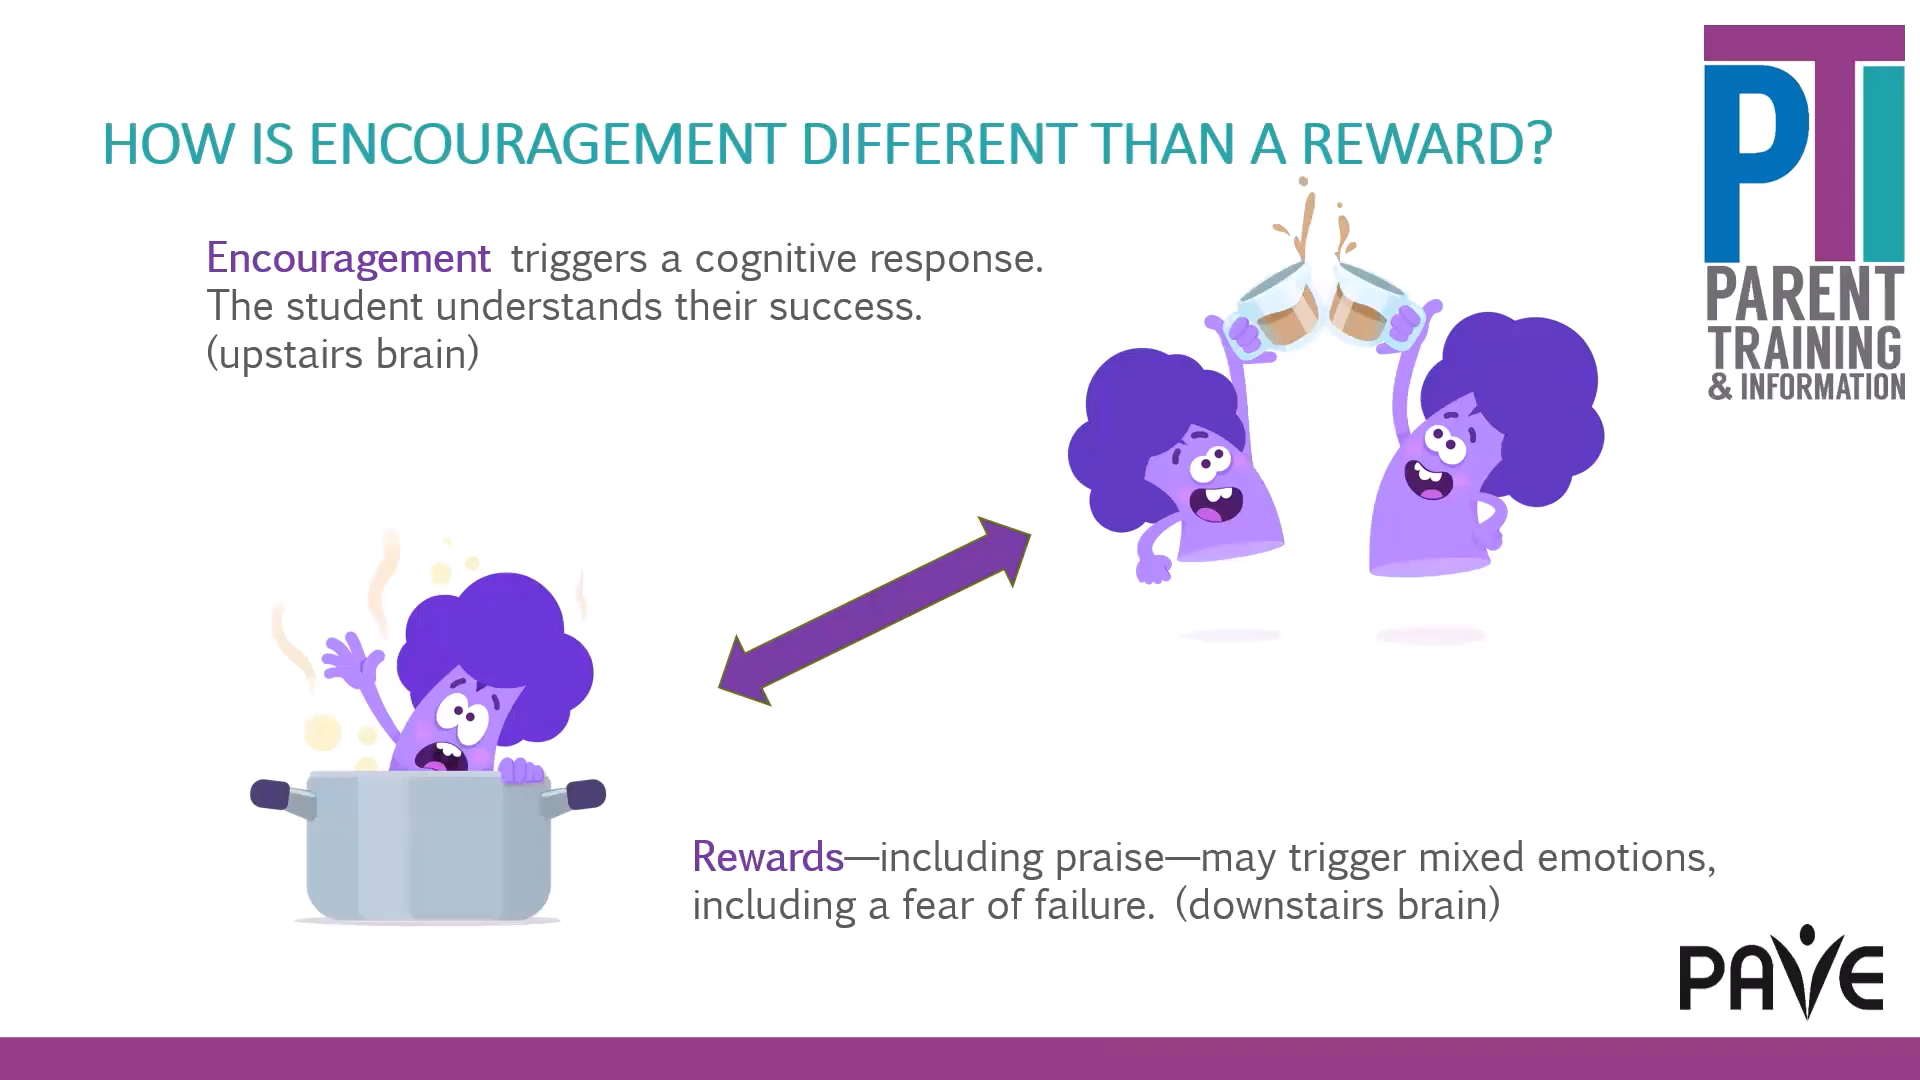 HOW IS ENCOURAGEMENT DIFFERENT THAN A REWARD?
Encouragement triggers a cognitive response.
The student understands their success.
(upstairs brain)
Rewards—including praise—may trigger mixed emotions,
including a fear of failure. (downstairs brain)
PTI
PARENT
TRAINING
& INFORMATION
PAVE